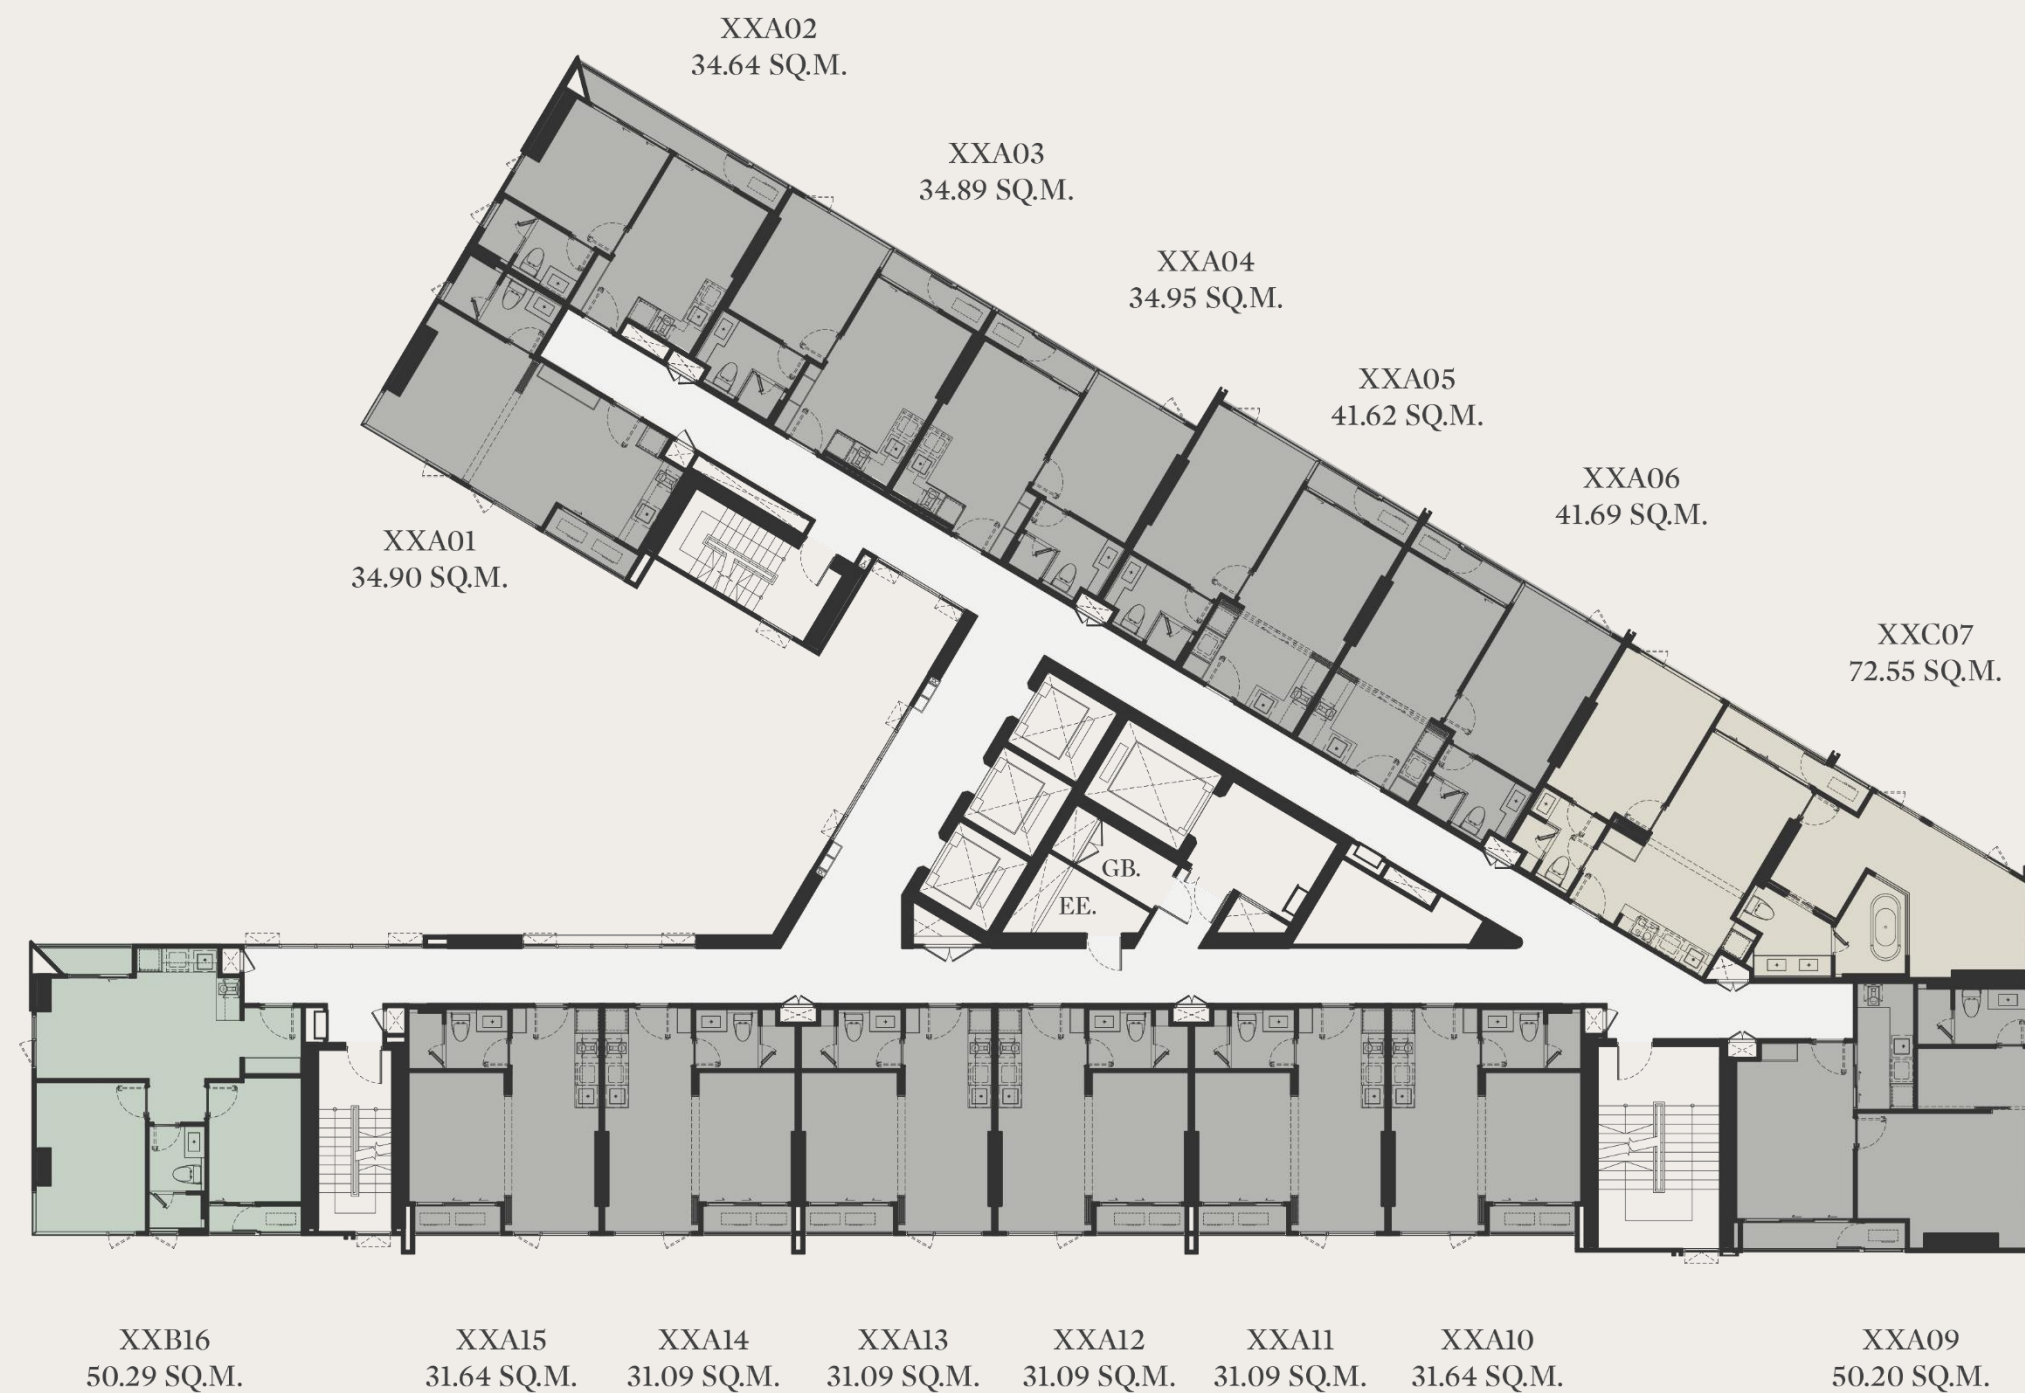 XXA02
34.64 SQ.M.
XXA03
34.89 SQ.M.
XXA04
34.95 SQ.M.
XXA05
41.62 SQ.M.
XXA06
41.69 SQ.M.
XXC07
72.55 SQ.M.
XXA01
34.90 SQ.M.
GB.
EE.
XXB16
50.29 SQ.M.
XXA15
31.64 SQ.M.
XXA14
31.09 SQ.M.
XXA13
31.09 SQ.M.
XXA12
31.09 SQ.M.
XXA11
31.09 SQ.M.
XXA10
31.64 SQ.M.
XXA09
50.20 SQ.M.